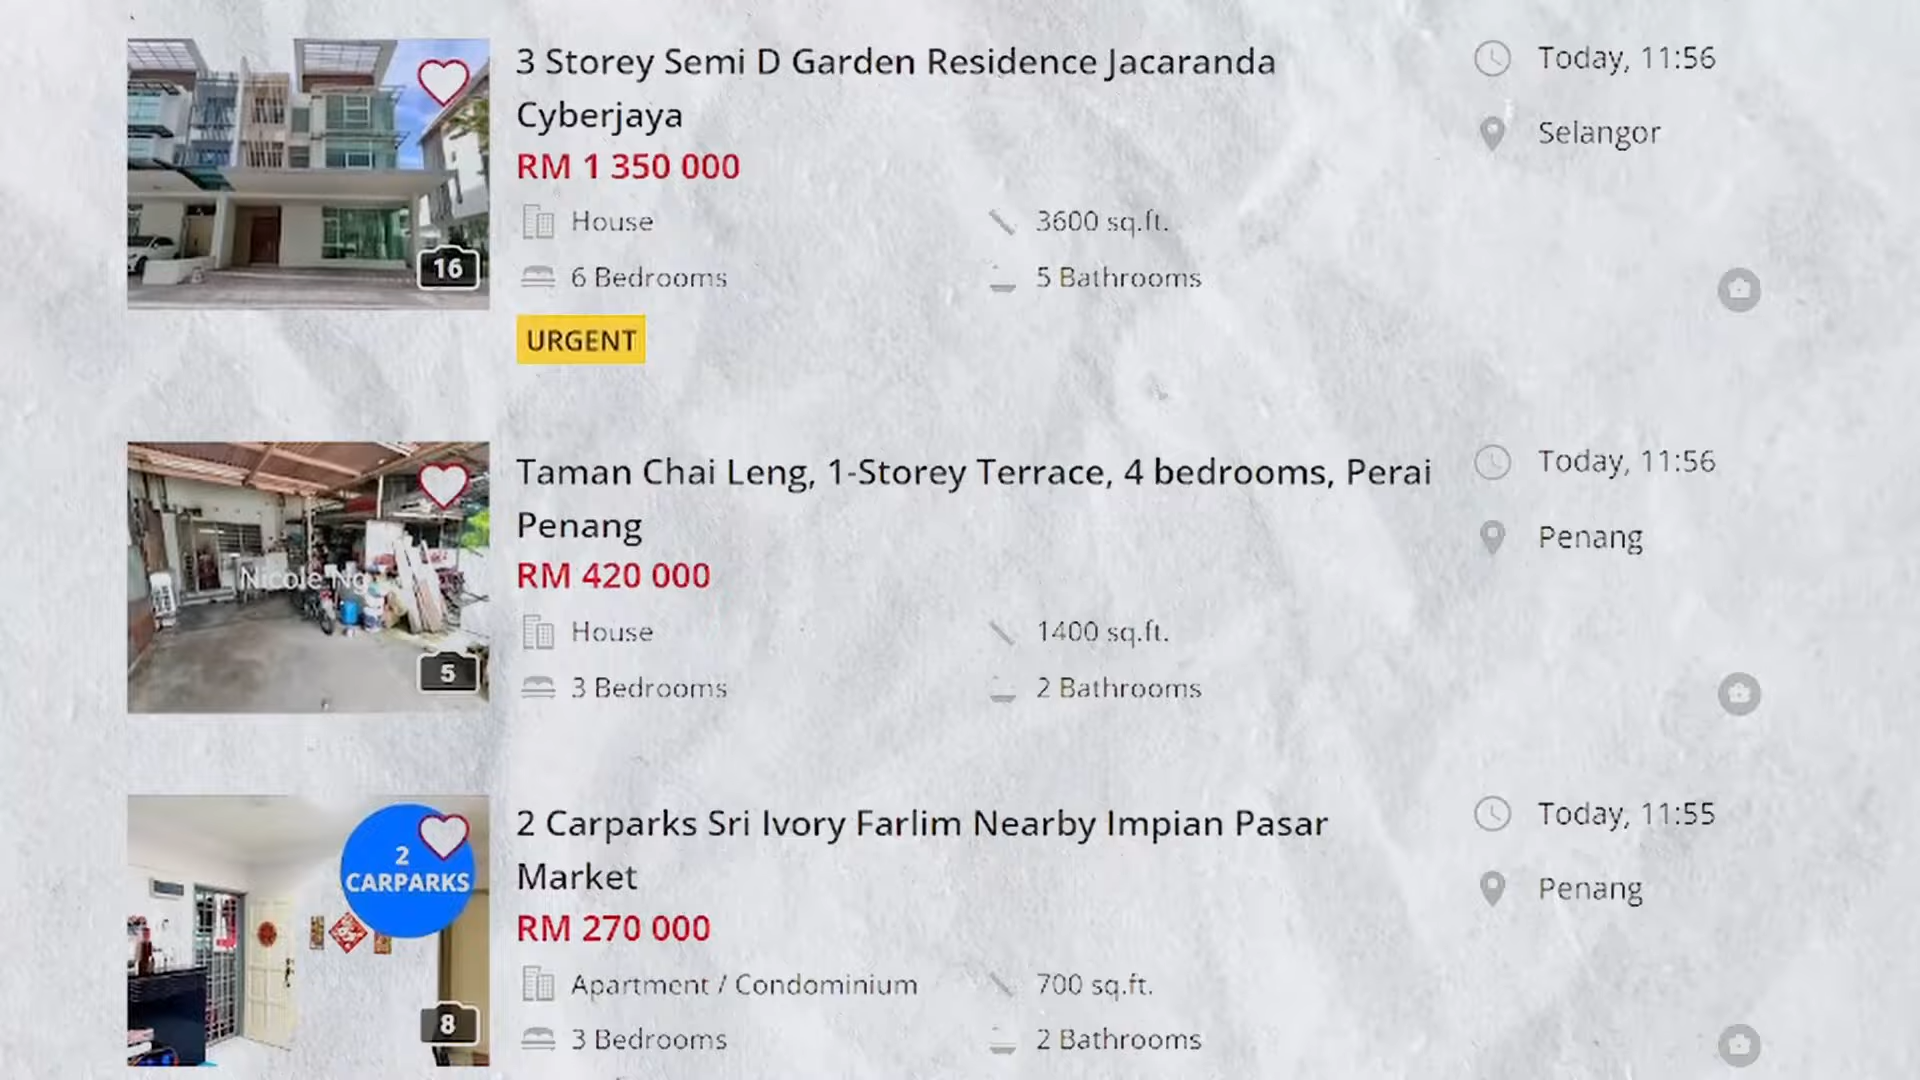 3 Storey Semi D Garden Residence Jacaranda
Cyberjaya
RM 1 350 000
House
3600 sq.ft.
6 Bedrooms
5 Bathrooms
URGENT
16
Today, 11:56
Selangor
Taman Chai Leng, 1-Storey Terrace, 4 bedrooms, Perai
Penang
RM 420 000
House
1400 sq.ft.
3 Bedrooms
2 Bathrooms
Nicole Ng
5
Today, 11:56
Penang
2 Carparks Sri Ivory Farlim Nearby Impian Pasar
Market
RM 270 000
Apartment / Condominium
700 sq.ft.
3 Bedrooms
2 Bathrooms
2
CARPARKS
8
Today, 11:55
Penang